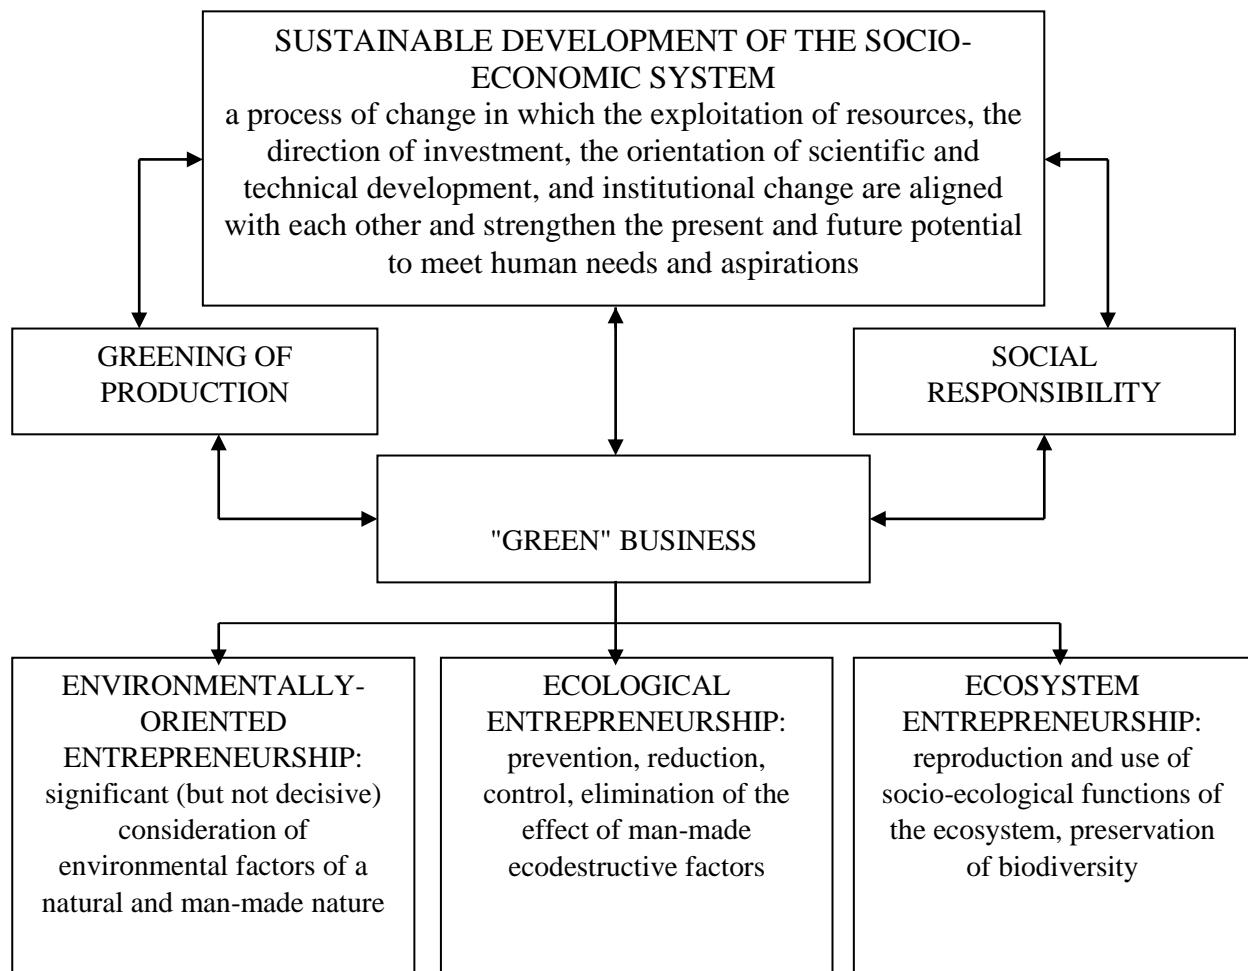 SUSTAINABLE DEVELOPMENT OF THE SOCIO-
ECONOMIC SYSTEM
a process of change in which the exploitation of resources, the
direction of investment, the orientation of scientific and
technical development, and institutional change are aligned
with each other and strengthen the present and future potential
to meet human needs and aspirations
GREENING OF
PRODUCTION
SOCIAL
RESPONSIBILITY
"GREEN" BUSINESS
ENVIRONMENTALLY-
ORIENTED
ENTREPRENEURSHIP:
significant (but not decisive)
consideration of
environmental factors of a
natural and man-made nature
ECOLOGICAL
ENTREPRENEURSHIP:
prevention, reduction,
control, elimination of the
effect of man-made
ecodestructive factors
ECOSYSTEM
ENTREPRENEURSHIP:
reproduction and use of
socio-ecological functions of
the ecosystem, preservation
of biodiversity